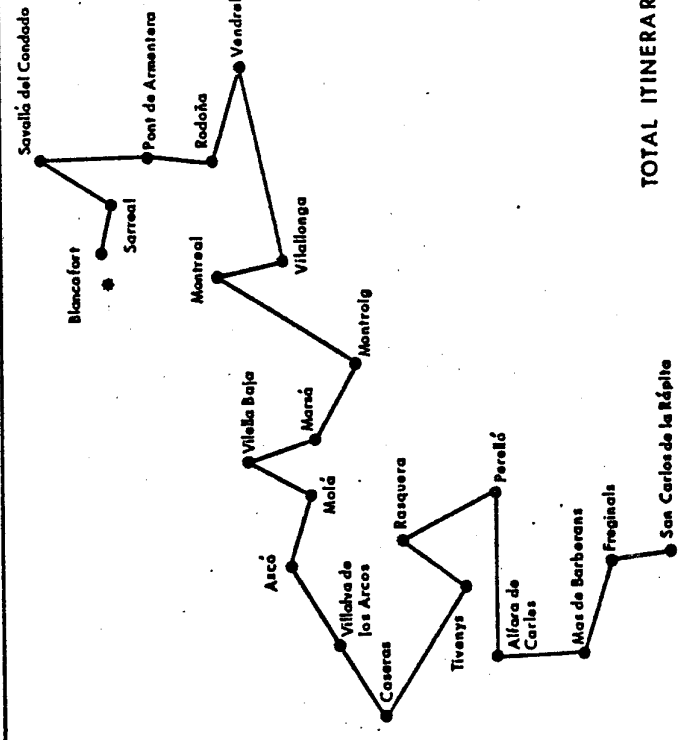 Savallá del Condado
Pont de Armentera
Blancafort
*
Sarreal
Rodoña
Vendrel
Montreal
Vilallonga
Montroig
Vilella Baja
Marsá
Molá
Ascó
Villalva de
los Arcos
Caseras
Rasquera
Perelló
Tivenys
Alfara de
Carles
Mas de Barberans
Freginals
San Carlos de la Rápita
TOTAL ITINERAR